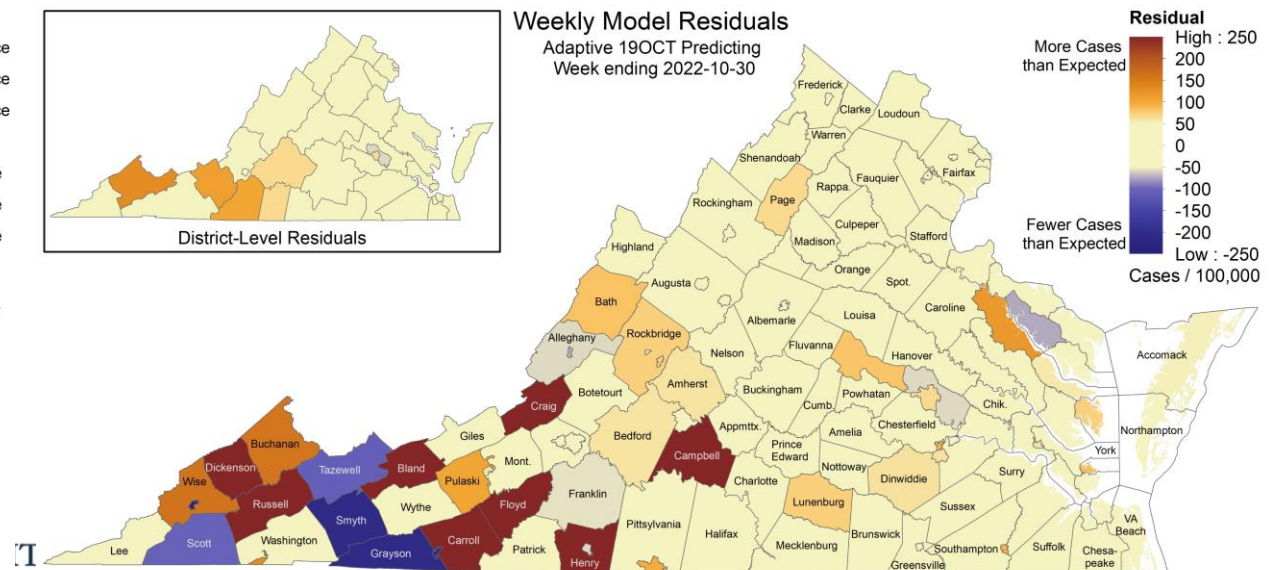 Weekly Model Residuals
Adaptive 19OCT Predicting
Week ending 2022-10-30
District-Level Residuals
Residual
More Cases
than Expected
Fewer Cases
than Expected
High : 250
200
150
100
50
0
-50
-100
-150
-200
Low : -250
Cases / 100,000
Frederick
Clarke
Loudoun
Warren
Shenandoah
Fauquier
Fairfax
Rappa.
Page
Rockingham
Culpeper
Stafford
Madison
Highland
Orange
Augusta
Spot.
Caroline
Bath
Albemarle
Louisa
Rockbridge
Alleghany
Fluvanna
Hanover
Accomack
Nelson
Amherst
Buckingham
Powhatan
Botetourt
Cumb.
Chik.
Craig
Appmttx.
Chesterfield
Northampton
Giles
Bedford
Amelia
Buchanan
Prince
Edward
York
Campbell
Mont.
Dickenson
Tazewell
Bland
Nottoway
Surry
Wise
Pulaski
Charlotte
Dinwiddie
Franklin
Russell
Floyd
Lunenburg
Wythe
Sussex
Smyth
Pittsylvania
VA
Beach
Halifax
Brunswick
Scott
Washington
Carroll
Mecklenburg
Suffolk
Lee
Grayson
Patrick
Southampton
Chesa-
peake
Henry
Greensville
ce
ce
ce
e
e
e